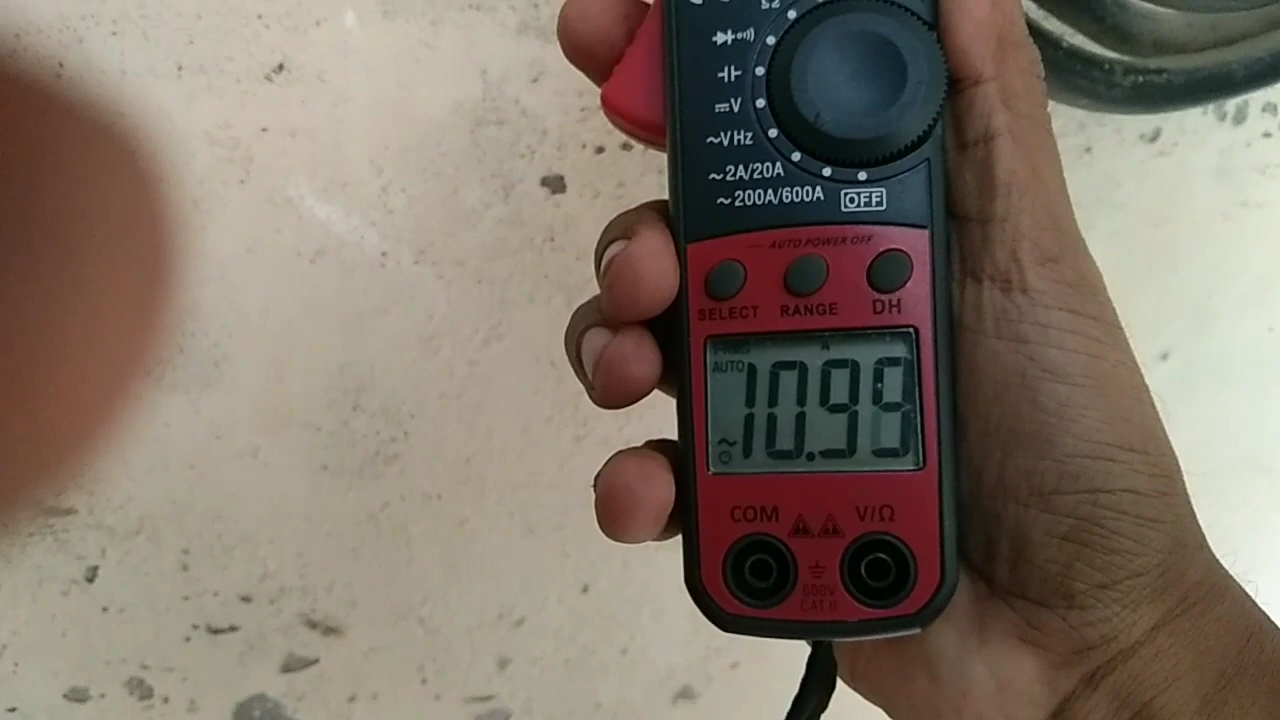 Ω
⎓V
~VHz
~2A/20A
~200A/600A
OFF
AUTO POWER OFF
SELECT RANGE DH
A
AUTO
~10.99
COM V/Ω
600V
CAT II